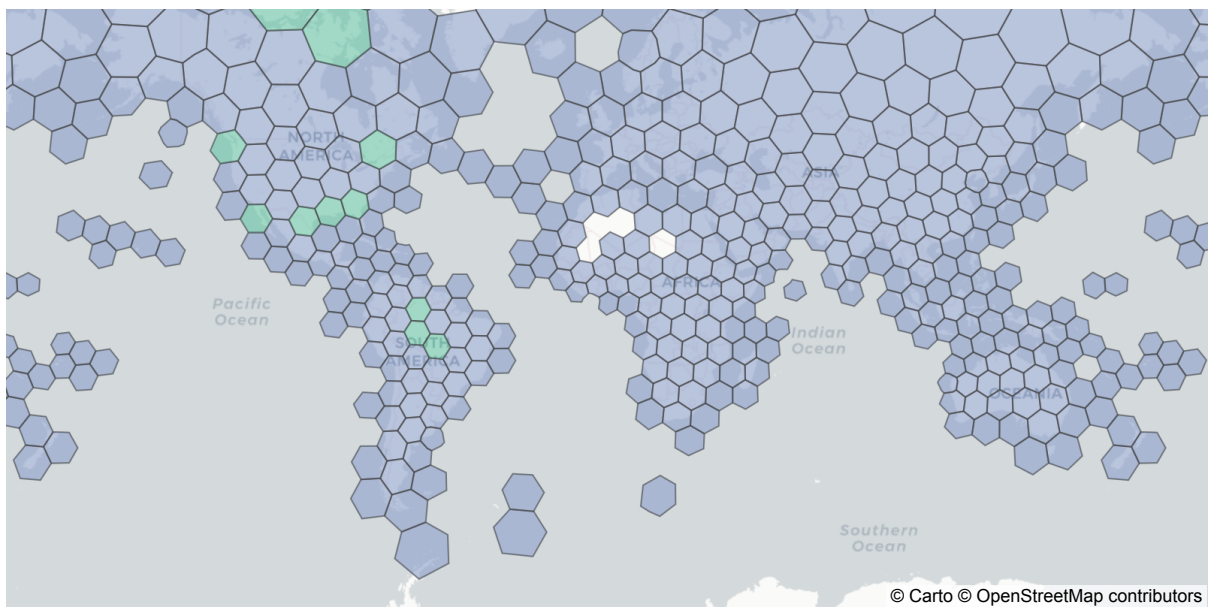 NORTH
AMERICA
ASIA
Pacific
Ocean
AFRICA
SOUTH
AMERICA
Indian
Ocean
OCEANIA
Southern
Ocean
© Carto © OpenStreetMap contributors